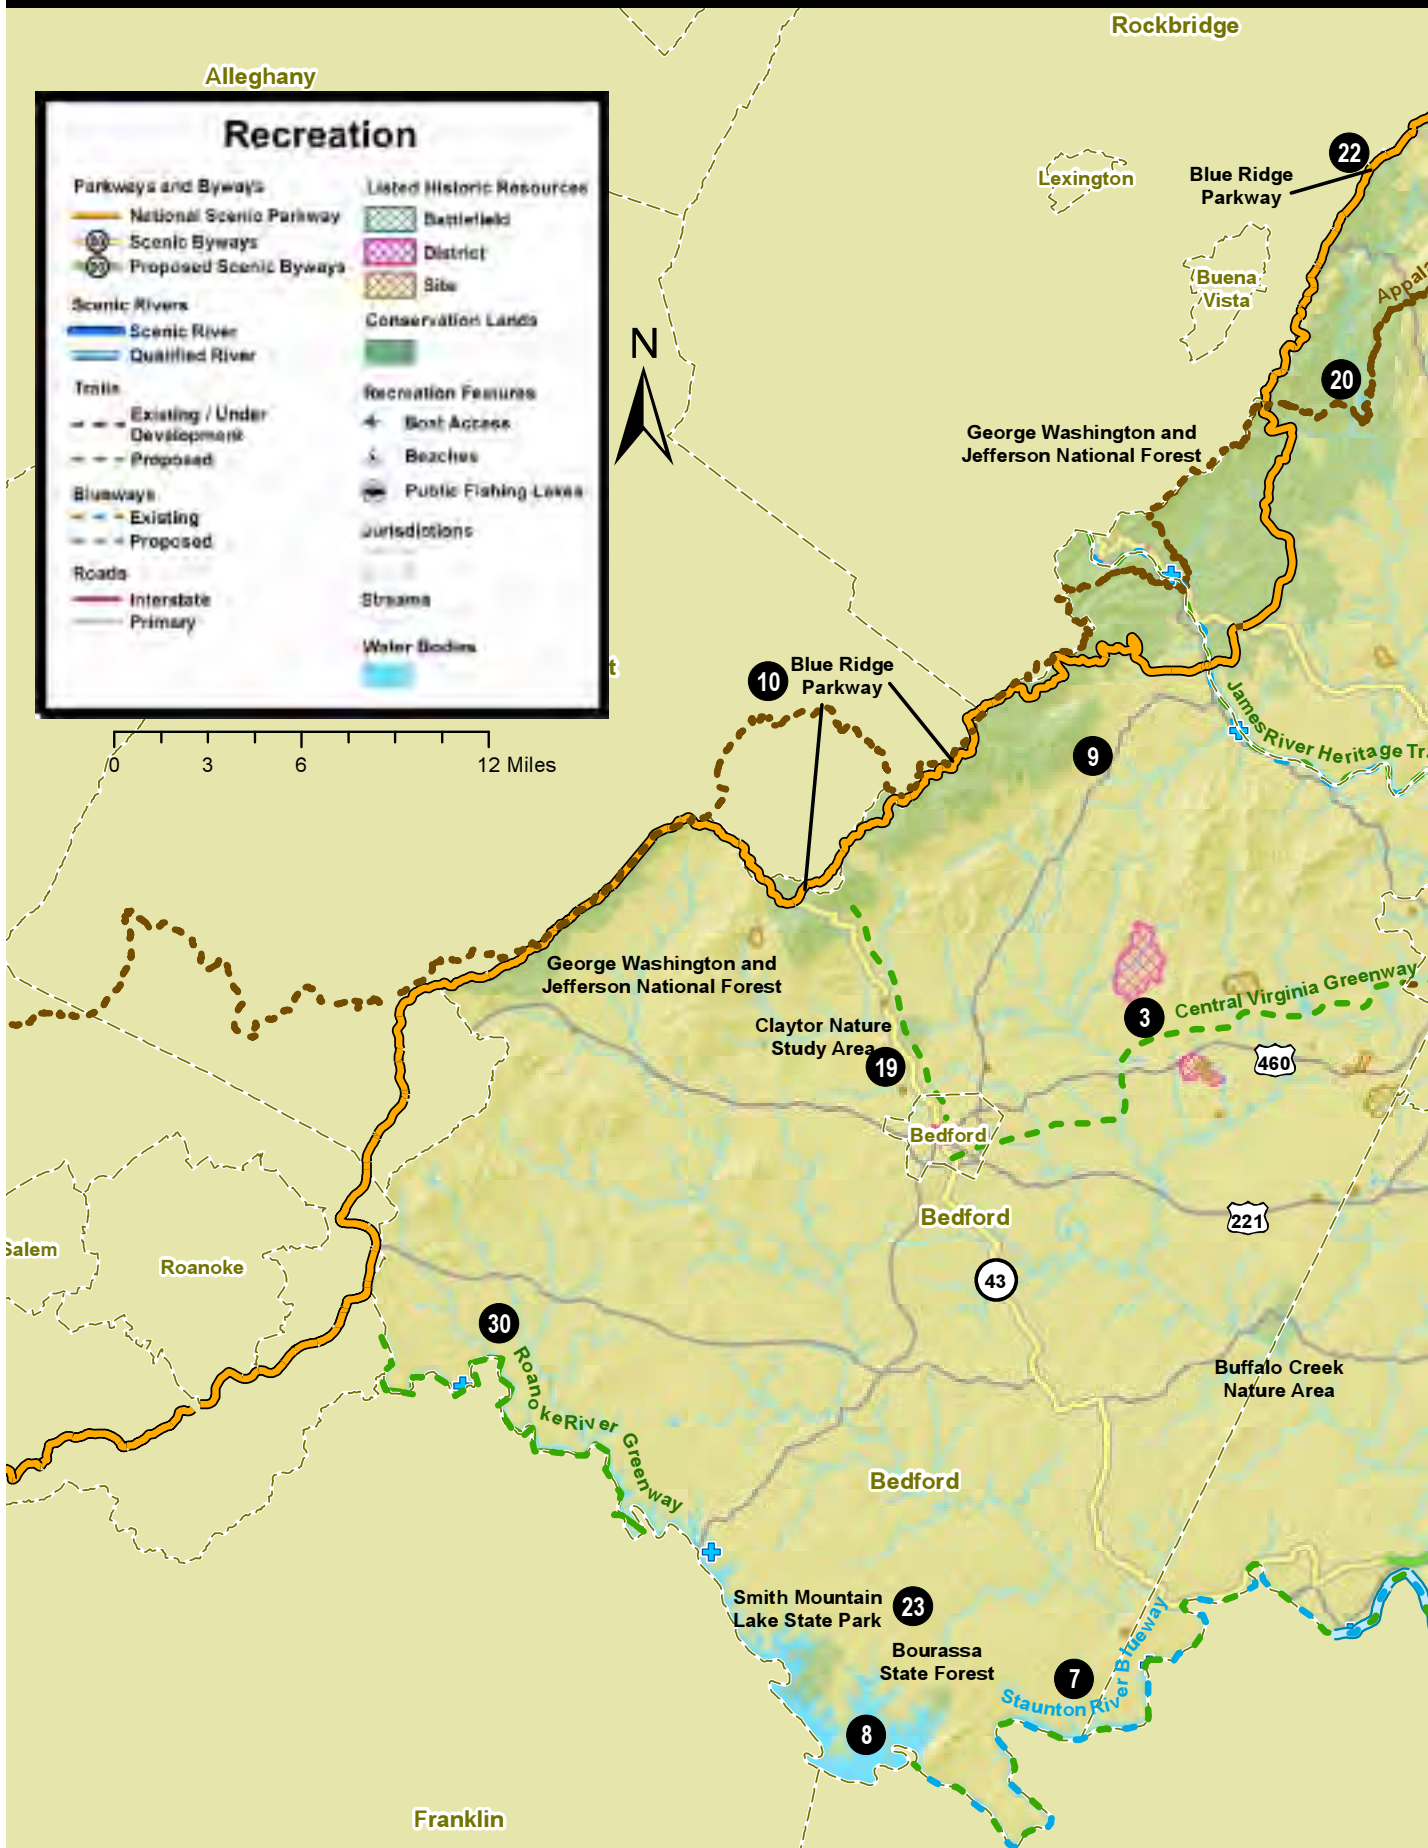 Rockbridge
Alleghany
Recreation
Parkways and Byways
National Scenic Parkway
Scenic Byways
Proposed Scenic Byways
Scenic Rivers
Scenic River
Qualified River
Trails
Existing / Under
Development
Proposed
Blueways
Existing
Proposed
Roads
Interstate
Primary
Listed Historic Resources
Battlefield
District
Site
Conservation Lands
Recreation Features
Boat Access
Beaches
Public Fishing Lakes
Jurisdictions
Streams
Water Bodies
N
0 3 6 12 Miles
t
22
Blue Ridge
Parkway
Lexington
Buena
Vista
Appala
20
George Washington and
Jefferson National Forest
10
Blue Ridge
Parkway
9
James River Heritage Tr
George Washington and
Jefferson National Forest
Claytor Nature
Study Area
19
3
Central Virginia Greenway
460
Bedford
Bedford
221
43
Salem
Roanoke
30
Roanoke River Greenway
Buffalo Creek
Nature Area
Bedford
Smith Mountain
Lake State Park
23
Bourassa
State Forest
7
Staunton River Blueway
8
Franklin